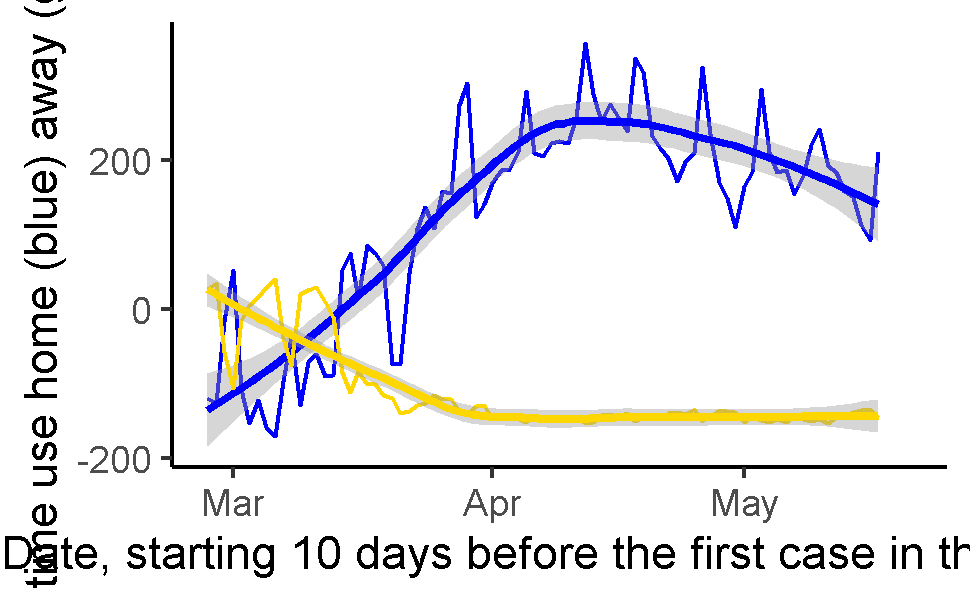 time use home (blue) away (
200
0
-200
Mar Apr May
Date, starting 10 days before the first case in th